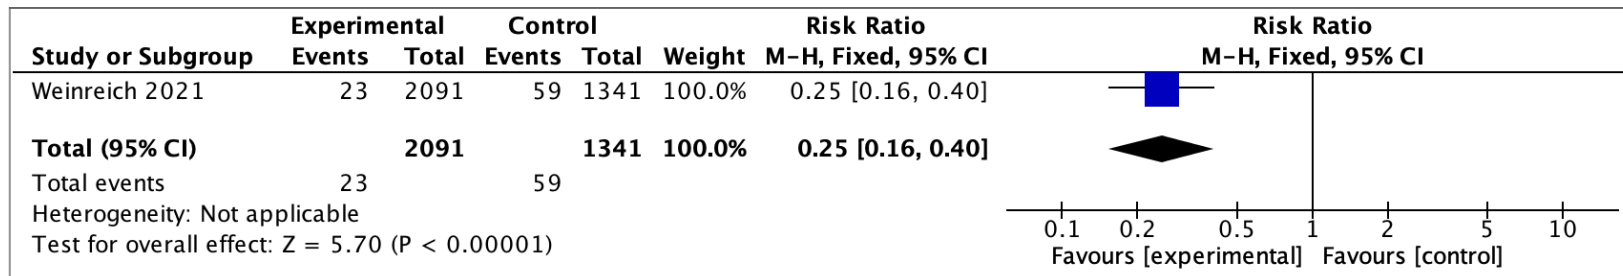 Experimental Control Risk Ratio Risk Ratio
Study or Subgroup Events Total Events Total Weight M-H, Fixed, 95% CI M-H, Fixed, 95% CI
Weinreich 2021 23 2091 59 1341 100.0% 0.25 [0.16, 0.40]
Total (95% CI) 2091 1341 100.0% 0.25 [0.16, 0.40]
Total events 23 59
Heterogeneity: Not applicable
Test for overall effect: Z = 5.70 (P < 0.00001)
0.1 0.2 0.5 1 2 5 10
Favours [experimental] Favours [control]